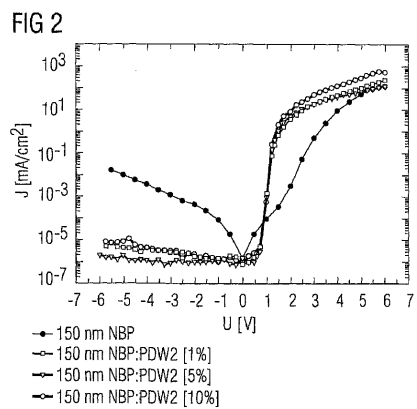 FIG 2
J [mA/cm²]
10³
10¹
10⁻¹
10⁻³
10⁻⁵
10⁻⁶
10⁻⁷
-7 -6 -5 -4 -3 -2 -1 0 1 2 3 4 5 6 7
U [V]
150 nm NBP
150 nm NBP:PDW2 [1%]
150 nm NBP:PDW2 [5%]
150 nm NBP:PDW2 [10%]